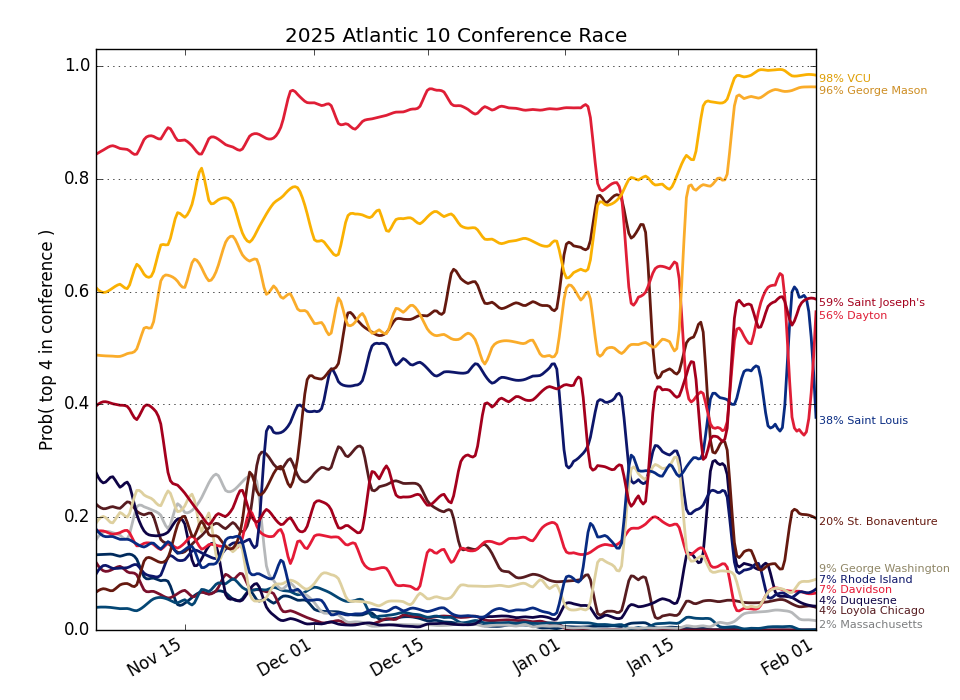 2025 Atlantic 10 Conference Race
Prob( top 4 in conference )
1.0
0.8
0.6
0.4
0.2
0.0
Nov 15
Dec 01
Dec 15
Jan 01
Jan 15
Feb 01
98% VCU
96% George Mason
59% Saint Joseph's
56% Dayton
38% Saint Louis
20% St. Bonaventure
9% George Washington
7% Rhode Island
7% Davidson
4% Duquesne
4% Loyola Chicago
2% Massachusetts